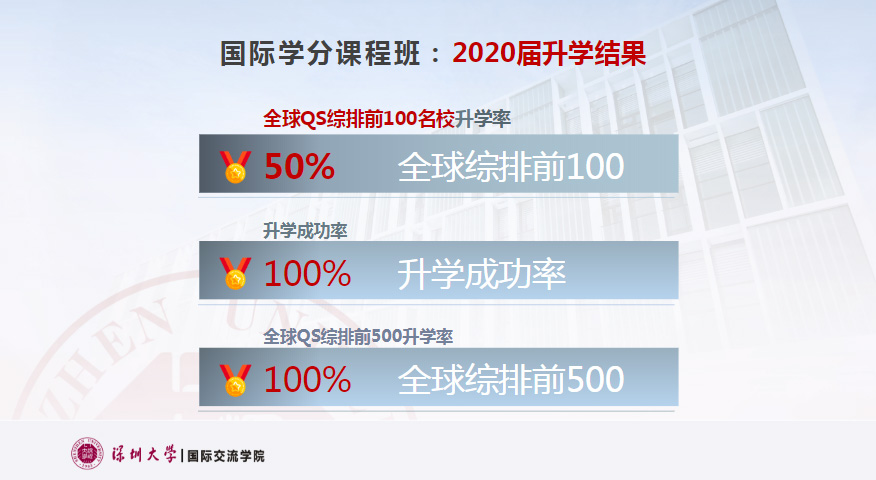 国际学分课程班：2020届升学结果
全球QS综排前100名校升学率
50% 全球综排前100
升学成功率
100% 升学成功率
全球QS综排前500升学率
100% 全球综排前500
ZHEN UN
深圳大学 | 国际交流学院